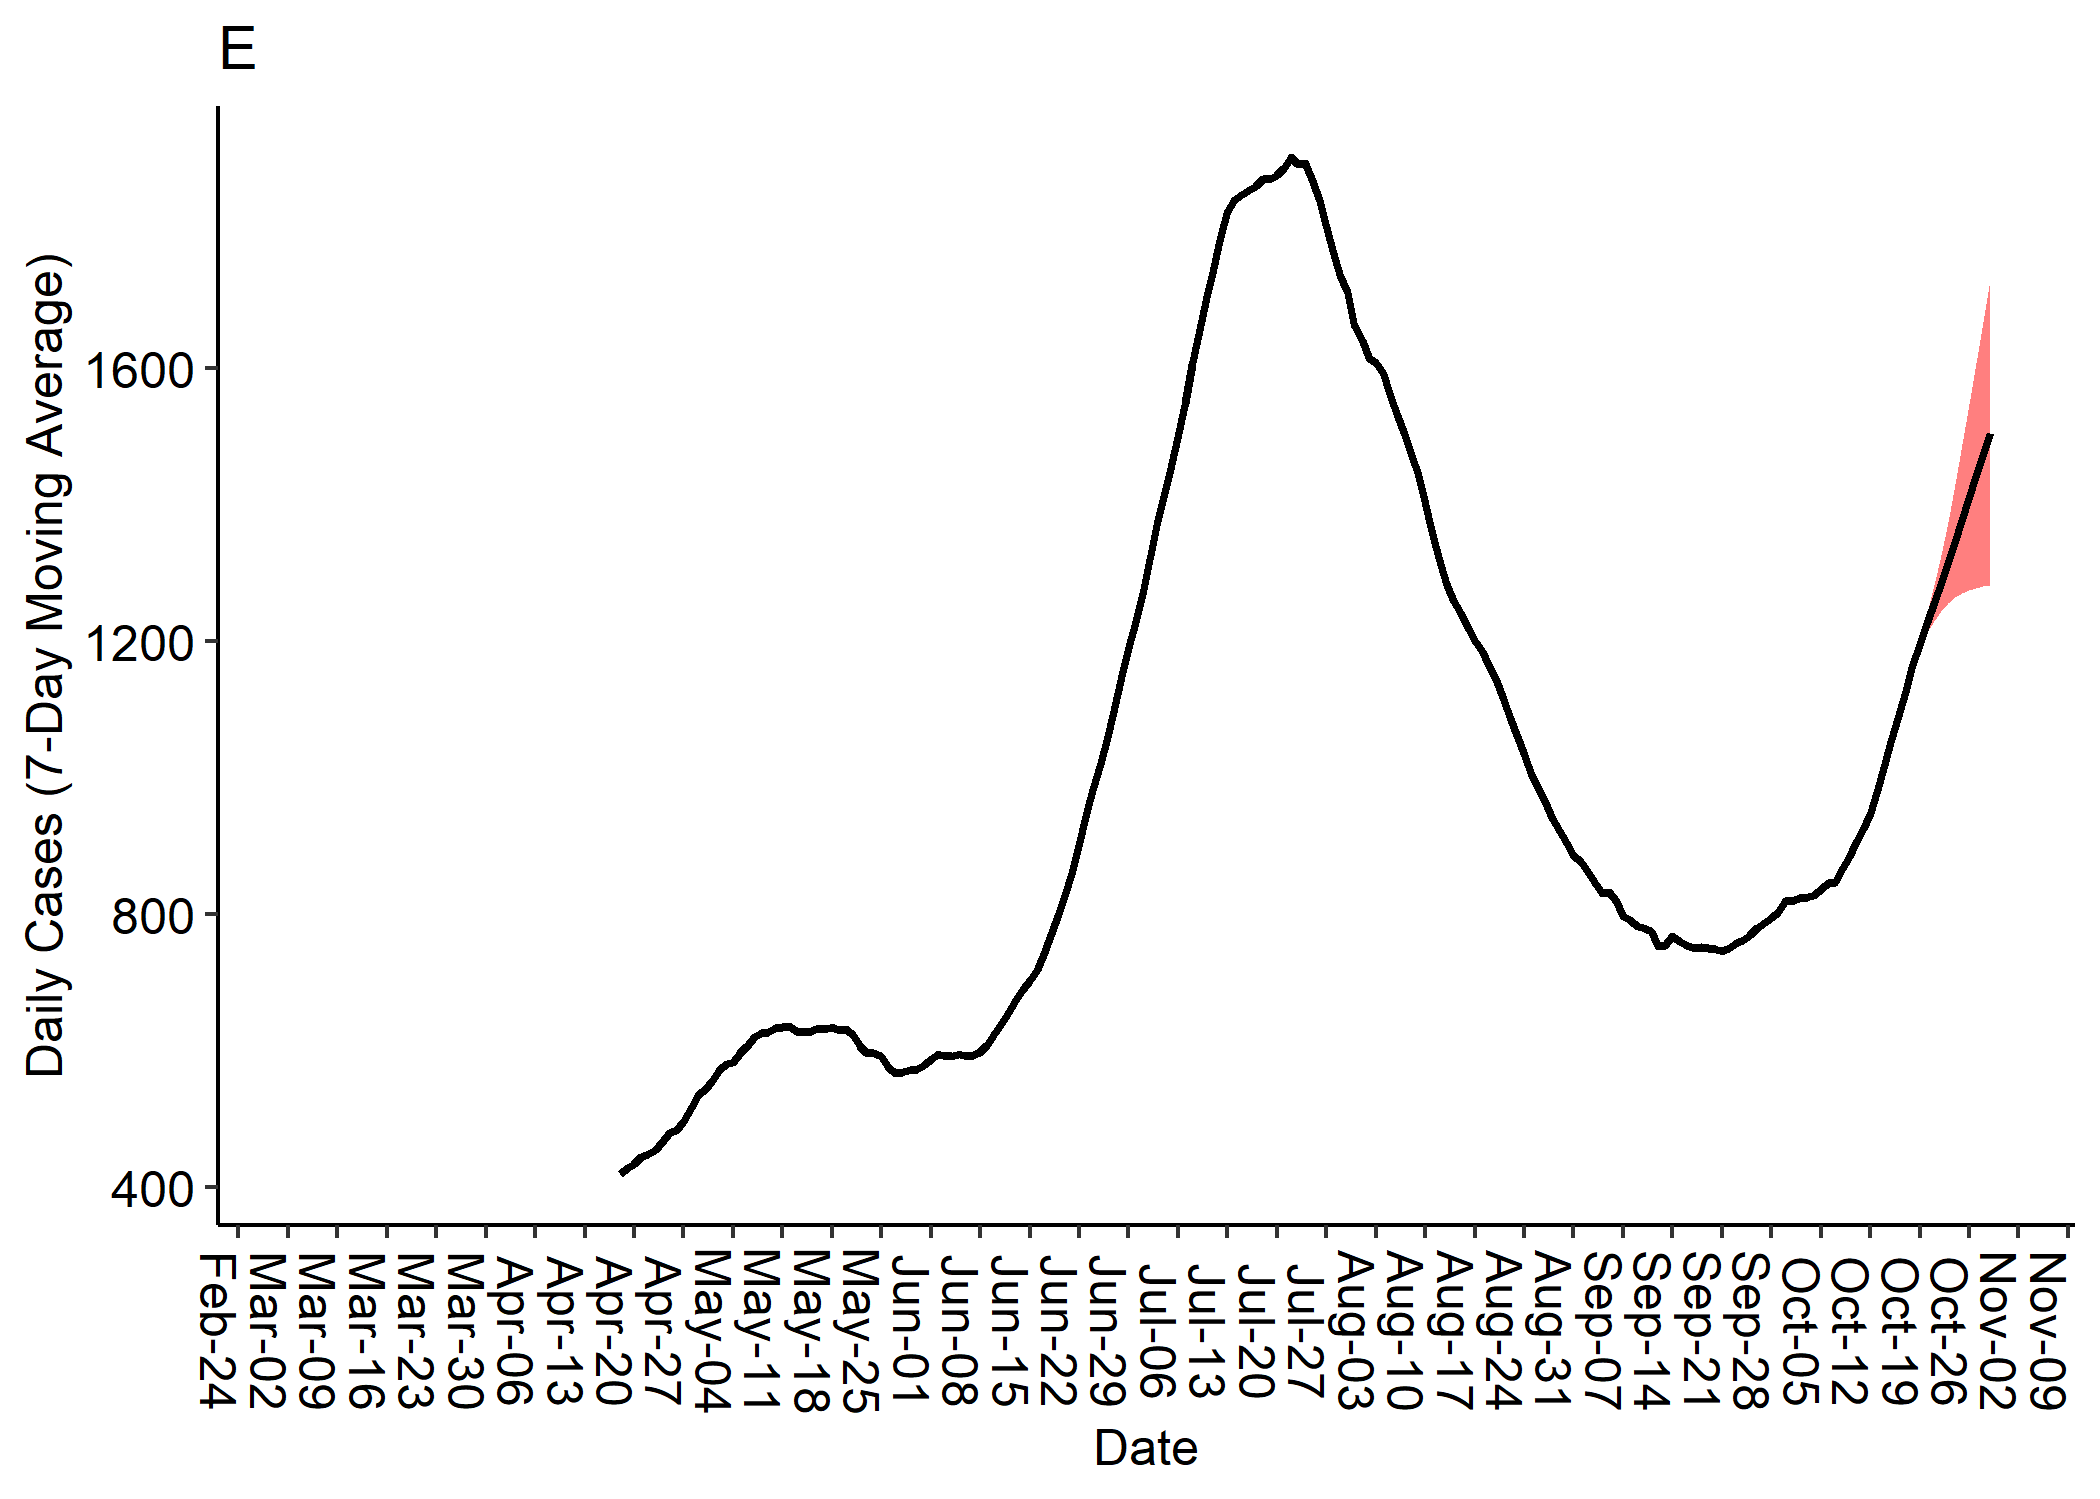 E
Daily Cases (7-Day Moving Average)
1600
1200
800
400
Feb-24
Mar-02
Mar-09
Mar-16
Mar-23
Mar-30
Apr-06
Apr-13
Apr-20
Apr-27
May-04
May-11
May-18
May-25
Jun-01
Jun-08
Jun-15
Jun-22
Jun-29
Jul-06
Jul-13
Jul-20
Jul-27
Aug-03
Aug-10
Aug-17
Aug-24
Aug-31
Sep-07
Sep-14
Sep-21
Sep-28
Oct-05
Oct-12
Oct-19
Oct-26
Nov-02
Nov-09
Date